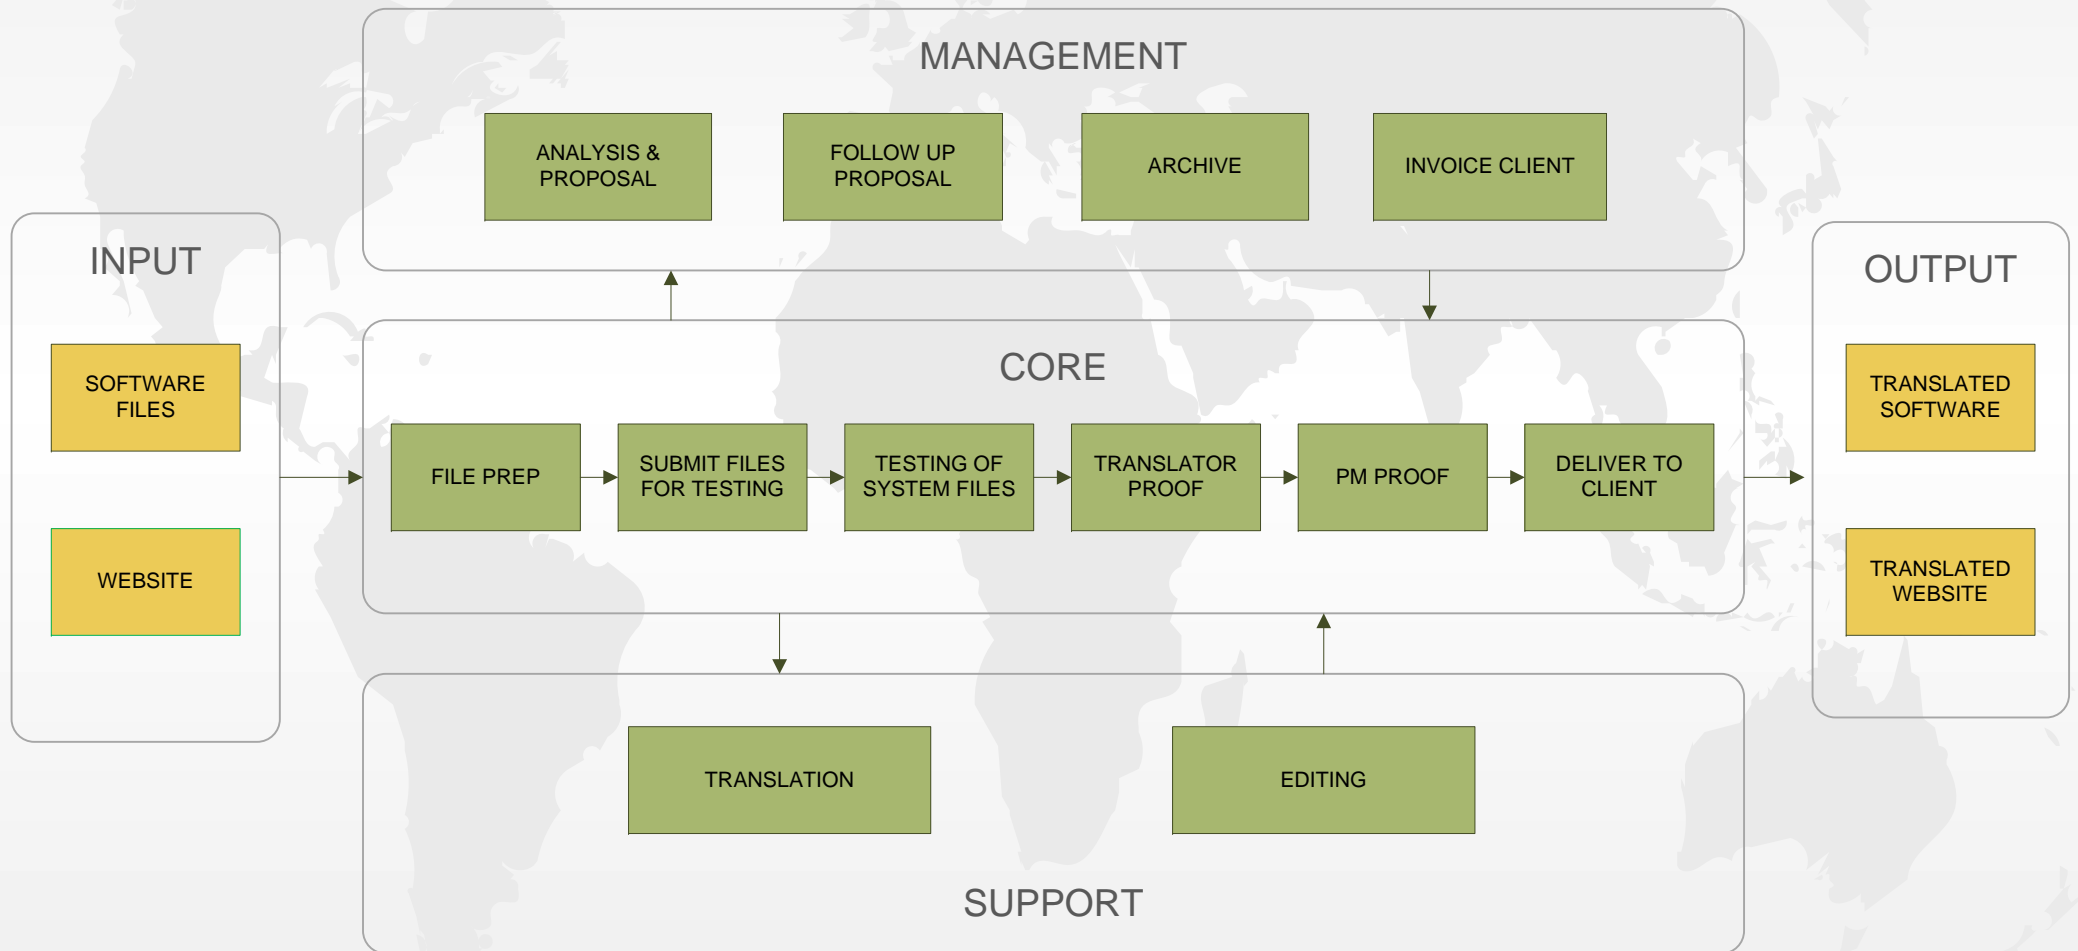 MANAGEMENT
ANALYSIS &
PROPOSAL
FOLLOW UP
PROPOSAL
ARCHIVE
INVOICE CLIENT
INPUT
SOFTWARE
FILES
WEBSITE
CORE
FILE PREP
SUBMIT FILES
FOR TESTING
TESTING OF
SYSTEM FILES
TRANSLATOR
PROOF
PM PROOF
DELIVER TO
CLIENT
OUTPUT
TRANSLATED
SOFTWARE
TRANSLATED
WEBSITE
TRANSLATION
EDITING
SUPPORT